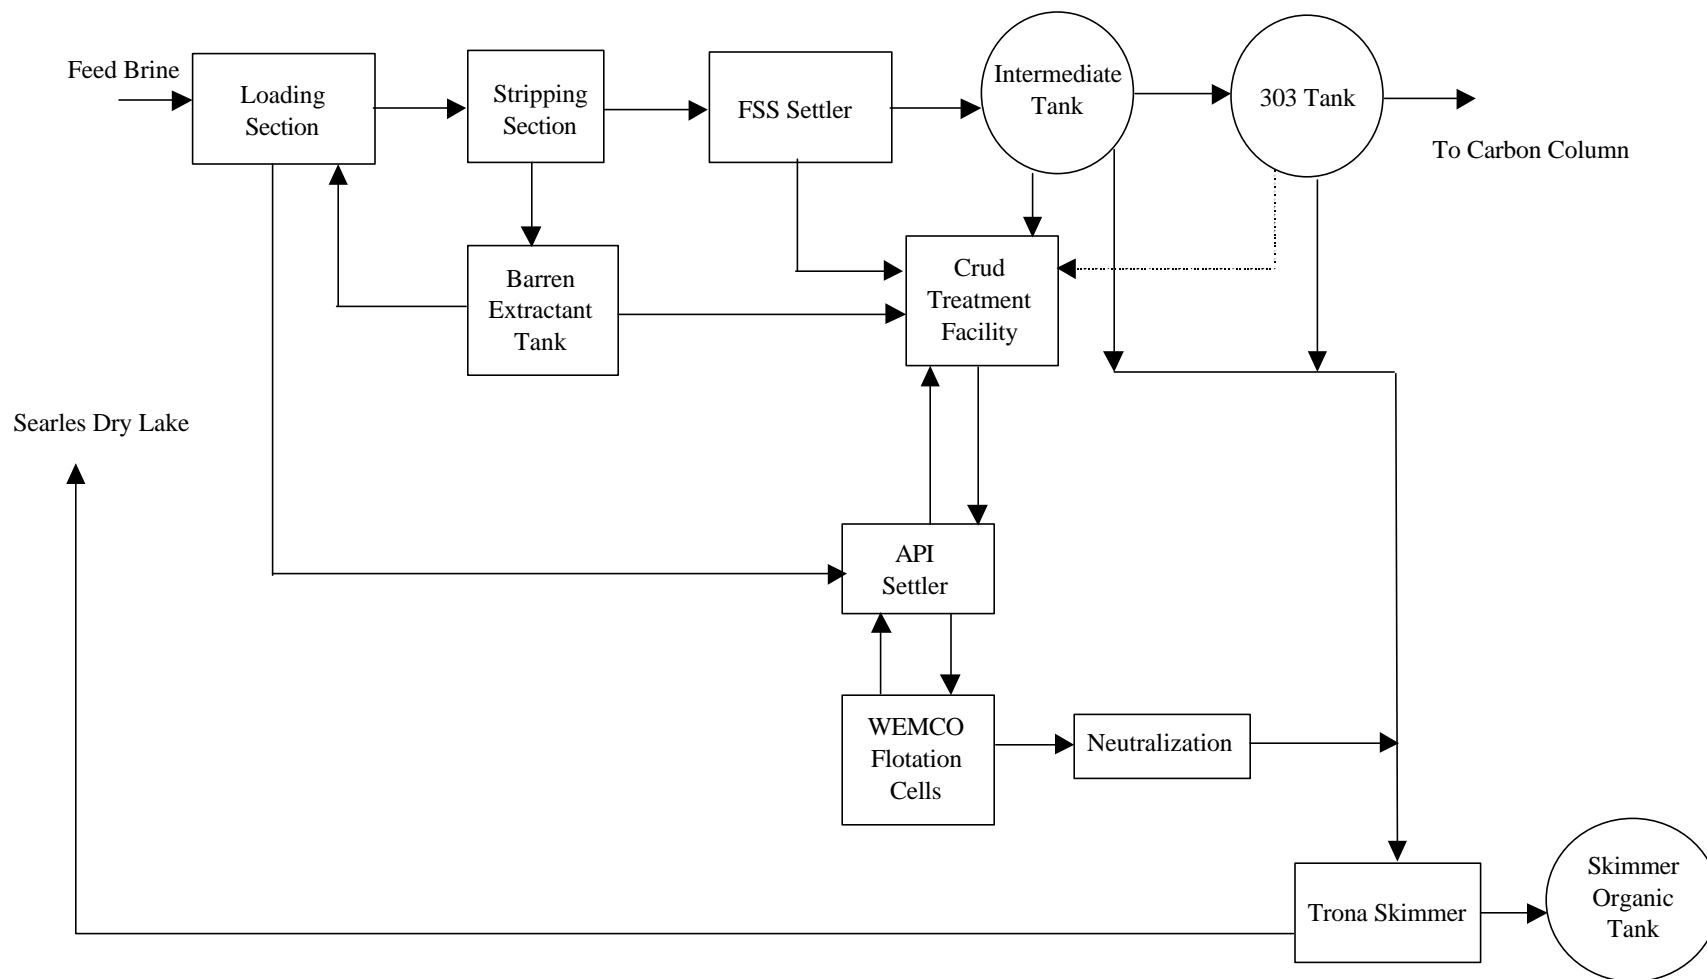 Feed Brine
Loading
Section
Stripping
Section
FSS Settler
Intermediate
Tank
303 Tank
To Carbon Column
Barren
Extractant
Tank
Crud
Treatment
Facility
Searles Dry Lake
API
Settler
WEMCO
Flotation
Cells
Neutralization
Trona Skimmer
Skimmer
Organic
Tank